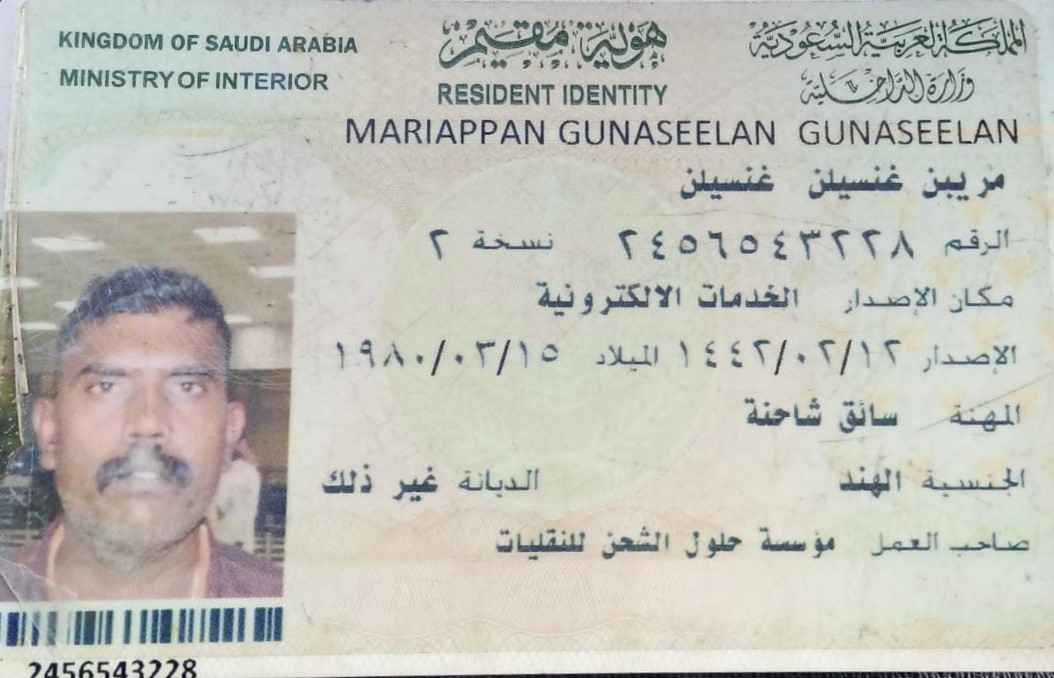 KINGDOM OF SAUDI ARABIA
MINISTRY OF INTERIOR
هوية مقيم
RESIDENT IDENTITY
المملكة العربية السعودية
وزارة الداخلية
MARIAPPAN GUNASEELAN GUNASEELAN
مريبن غنسيلن غنسيلن
الرقم ٢٤٥٦٥٤٣٢٢٨ نسخة ٢
مكان الإصدار الخدمات الالكترونية
الإصدار ١٤٤٢/٠٢/١٢ الميلاد ١٩٨٠/٠٣/١٥
المهنة سائق شاحنة
الجنسية الهند الديانة غير ذلك
صاحب العمل مؤسسة حلول الشحن للنقليات
2456543228